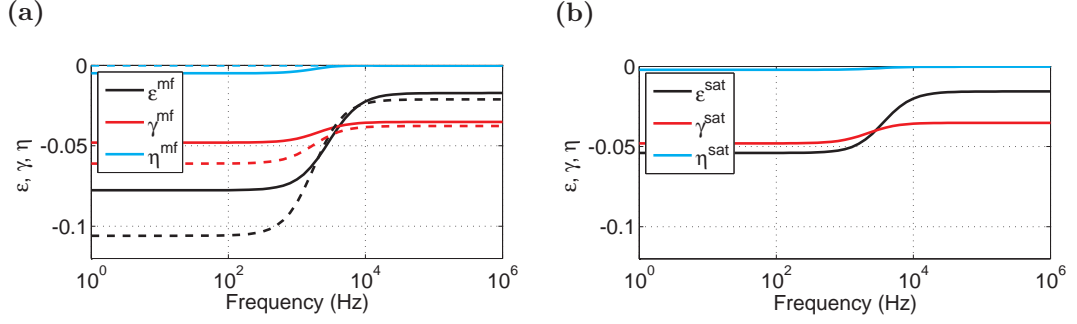 (a)
ε, γ, η
0
-0.05
-0.1
ε^mf
γ^mf
η^mf
10^0
10^2
10^4
10^6
Frequency (Hz)
(b)
ε, γ, η
0
-0.05
-0.1
ε^sat
γ^sat
η^sat
10^0
10^2
10^4
10^6
Frequency (Hz)